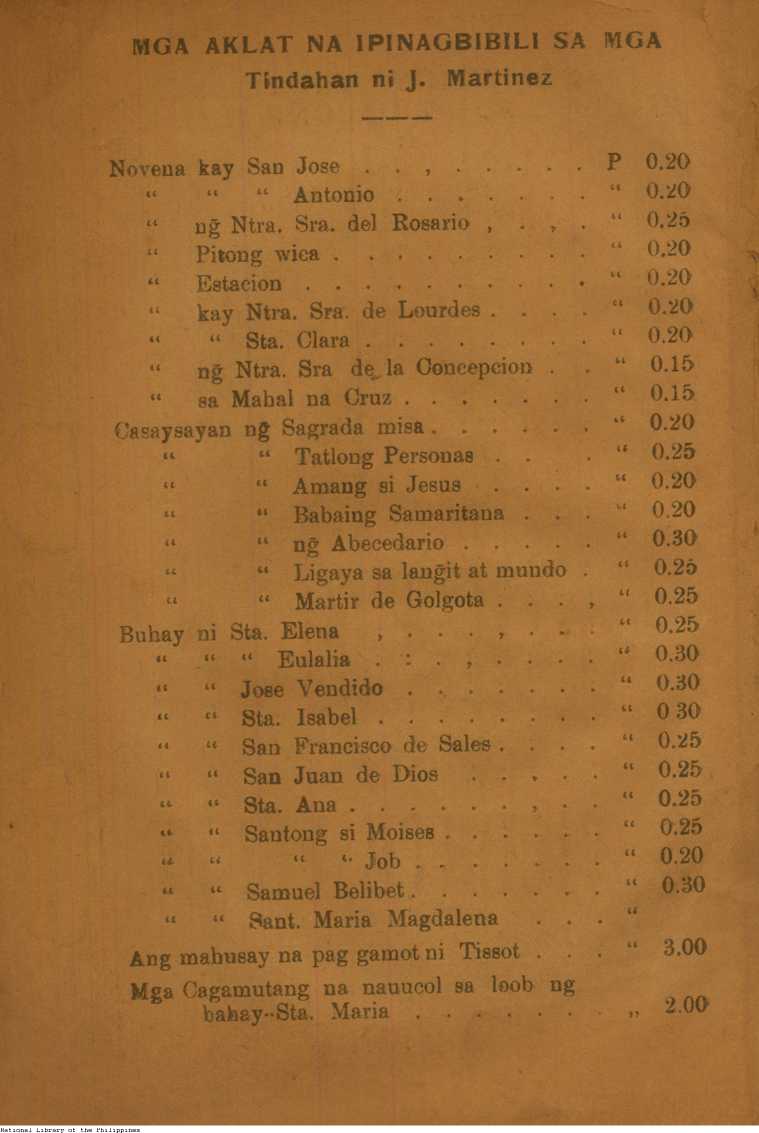 MGA AKLAT NA IPINAGBIBILI SA MGA
Tindahan ni J. Martinez
Novena kay San Jose . . , . . . . . . P 0.20
“ “ “ Antonio . . . . . . . “ 0.20
“ ng̃ Ntra. Sra. del Rosario , . , . “ 0.25
“ Pitong wica . . . . . . . . . “ 0.20
“ Estacion . . . . . . . . . . “ 0.20
“ kay Ntra. Sra. de Lourdes . . . . “ 0.20
“ “ Sta. Clara . . . . . . . . “ 0.20
“ ng̃ Ntra. Sra de la Concepcion . . “ 0.15
“ sa Mahal na Cruz . . . . . . . “ 0.15
Casaysayan ng̃ Sagrada misa . . . . . . “ 0.20
“ “ Tatlong Personas . . . “ 0.25
“ “ Amang si Jesus . . . . “ 0.20
“ “ Babaing Samaritana . . . “ 0.20
“ “ ng̃ Abecedario . . . . . “ 0.30
“ “ Ligaya sa lang̃it at mundo . “ 0.25
“ “ Martir de Golgota . . . , “ 0.25
Buhay ni Sta. Elena , . . . , . . . “ 0.25
“ “ “ Eulalia . : . , . . . . “ 0.30
“ “ Jose Vendido . . . . . . . “ 0.30
“ “ Sta. Isabel . . . . . . . . “ 0 30
“ “ San Francisco de Sales . . . . “ 0.25
“ “ San Juan de Dios . . . . . “ 0.25
“ “ Sta. Ana . . . . . . , . . “ 0.25
“ “ Santong si Moises . . . . . . “ 0.25
“ “ “ “ Job . . . . . . . “ 0.20
“ “ Samuel Belibet . . . . . . . “ 0.30
“ “ Sant. Maria Magdalena . . . “
Ang mahusay na pag gamot ni Tissot . . . “ 3.00
Mga Cagamutang na nauucol sa loob ng
bahay--Sta. Maria . . . . . . . „ 2.00
National Library of the Philippines